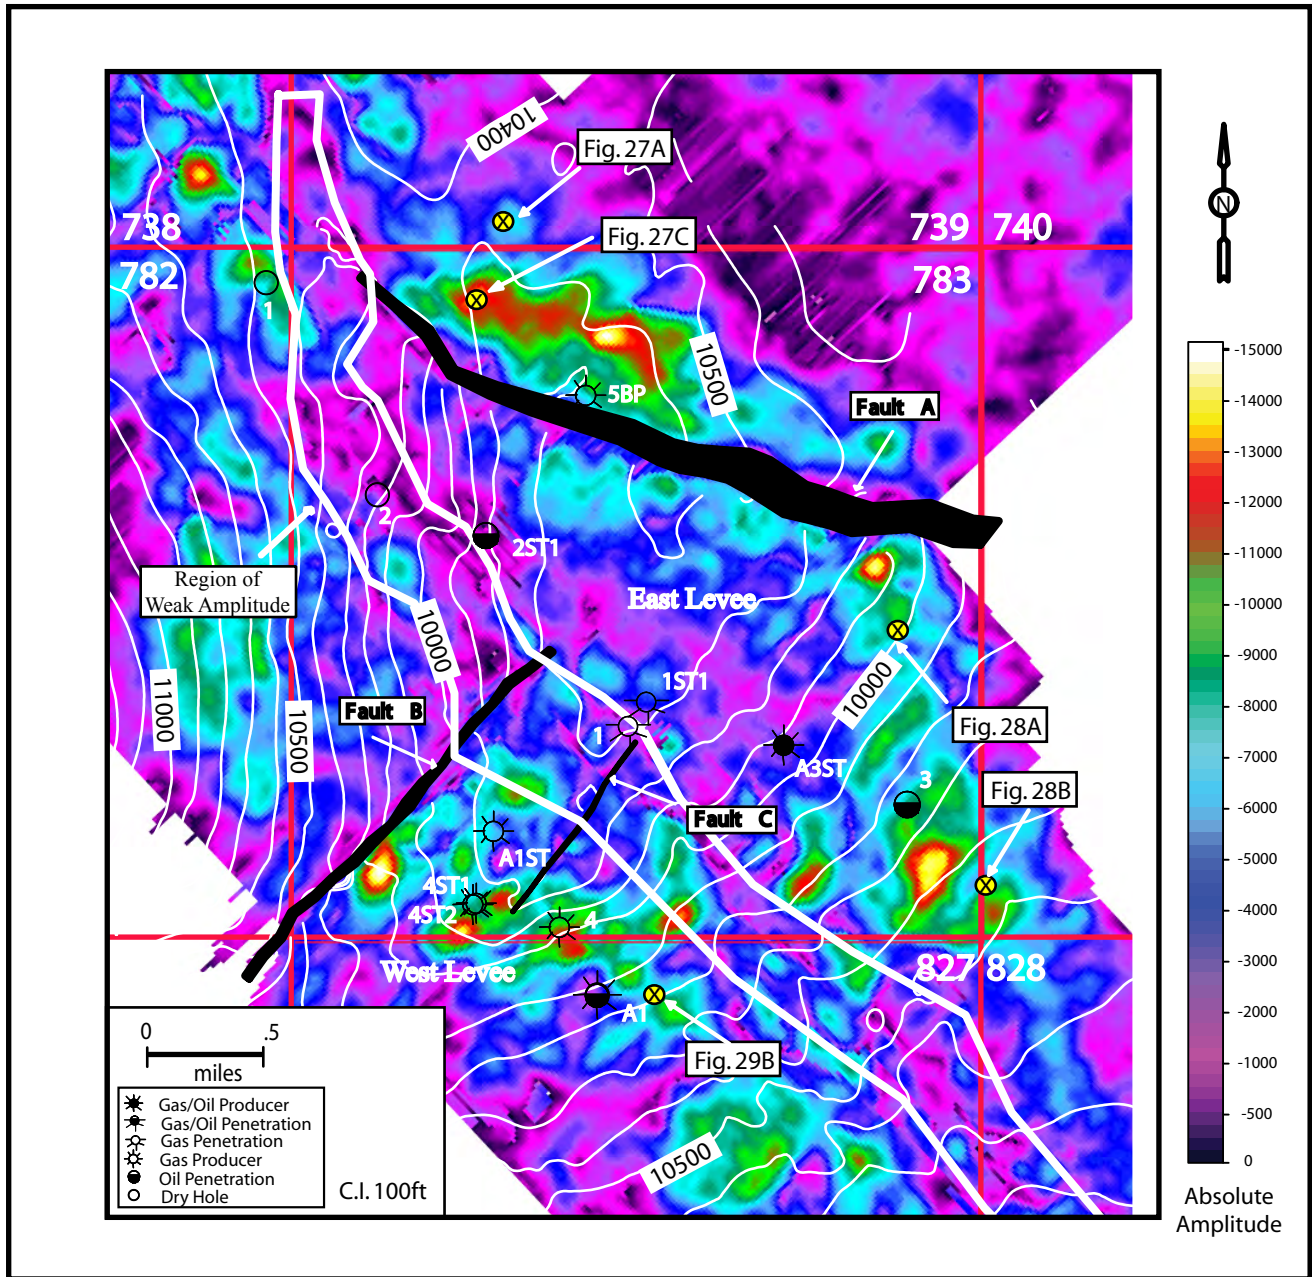 10400
Fig. 27A
738
739 740
Fig. 27C
782
783
1
10500
5BP
Fault A
2
2ST1
Region of
Weak Amplitude
East Levee
10000
11000
10500
Fault B
1ST1
1
10000
A3ST
Fig. 28A
3
Fig. 28B
Fault C
A1ST
4ST1
4ST2
4
West Levee
827 828
A1
Fig. 29B
10500
0 .5
miles
Gas/Oil Producer
Gas/Oil Penetration
Gas Penetration
Gas Producer
Oil Penetration
Dry Hole
C.I. 100ft
N
-15000
-14000
-13000
-12000
-11000
-10000
-9000
-8000
-7000
-6000
-5000
-4000
-3000
-2000
-1000
-500
0
Absolute
Amplitude